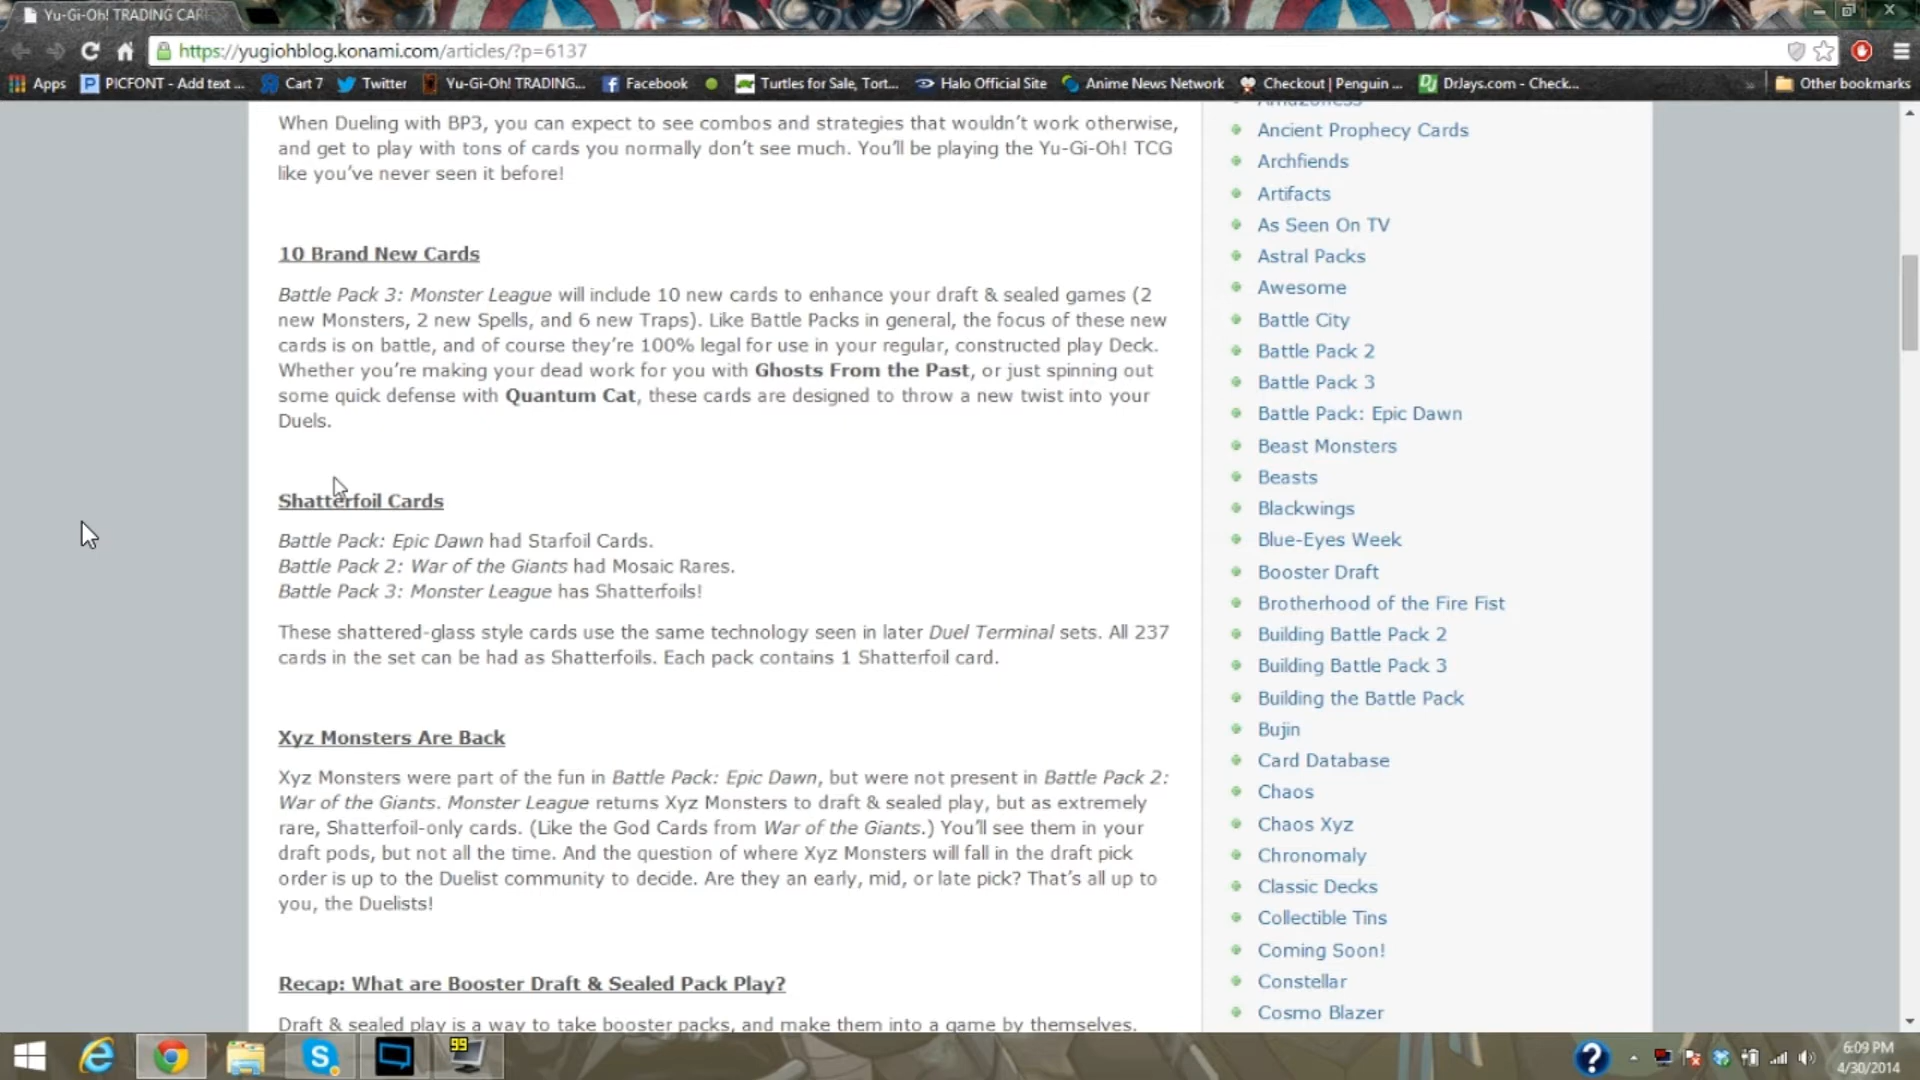 Yu-Gi-Oh! TRADING CAR
https://yugiohblog.konami.com/articles/?p=6137
Apps PICFONT - Add text ... Cart 7 Twitter Yu-Gi-Oh! TRADING... Facebook Turtles for Sale, Tort... Halo Official Site Anime News Network Checkout | Penguin ... DrJays.com - Check... » Other bookmarks
When Dueling with BP3, you can expect to see combos and strategies that wouldn't work otherwise,
and get to play with tons of cards you normally don't see much. You'll be playing the Yu-Gi-Oh! TCG
like you've never seen it before!
10 Brand New Cards
Battle Pack 3: Monster League will include 10 new cards to enhance your draft & sealed games (2
new Monsters, 2 new Spells, and 6 new Traps). Like Battle Packs in general, the focus of these new
cards is on battle, and of course they're 100% legal for use in your regular, constructed play Deck.
Whether you're making your dead work for you with Ghosts From the Past, or just spinning out
some quick defense with Quantum Cat, these cards are designed to throw a new twist into your
Duels.
Shatterfoil Cards
Battle Pack: Epic Dawn had Starfoil Cards.
Battle Pack 2: War of the Giants had Mosaic Rares.
Battle Pack 3: Monster League has Shatterfoils!
These shattered-glass style cards use the same technology seen in later Duel Terminal sets. All 237
cards in the set can be had as Shatterfoils. Each pack contains 1 Shatterfoil card.
Xyz Monsters Are Back
Xyz Monsters were part of the fun in Battle Pack: Epic Dawn, but were not present in Battle Pack 2:
War of the Giants. Monster League returns Xyz Monsters to draft & sealed play, but as extremely
rare, Shatterfoil-only cards. (Like the God Cards from War of the Giants.) You'll see them in your
draft pods, but not all the time. And the question of where Xyz Monsters will fall in the draft pick
order is up to the Duelist community to decide. Are they an early, mid, or late pick? That's all up to
you, the Duelists!
Recap: What are Booster Draft & Sealed Pack Play?
Draft & sealed play is a way to take booster packs, and make them into a game by themselves.
Amazoness
Ancient Prophecy Cards
Archfiends
Artifacts
As Seen On TV
Astral Packs
Awesome
Battle City
Battle Pack 2
Battle Pack 3
Battle Pack: Epic Dawn
Beast Monsters
Beasts
Blackwings
Blue-Eyes Week
Booster Draft
Brotherhood of the Fire Fist
Building Battle Pack 2
Building Battle Pack 3
Building the Battle Pack
Bujin
Card Database
Chaos
Chaos Xyz
Chronomaly
Classic Decks
Collectible Tins
Coming Soon!
Constellar
Cosmo Blazer
99
6:09 PM
4/30/2014